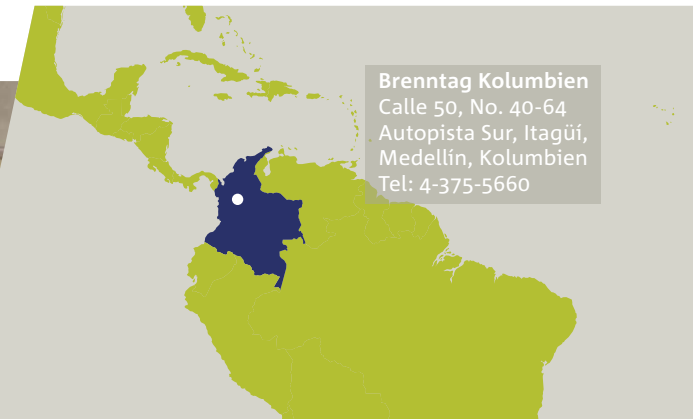 Brenntag Kolumbien
Calle 50, No. 40-64
Autopista Sur, Itagüí,
Medellín, Kolumbien
Tel: 4-375-5660